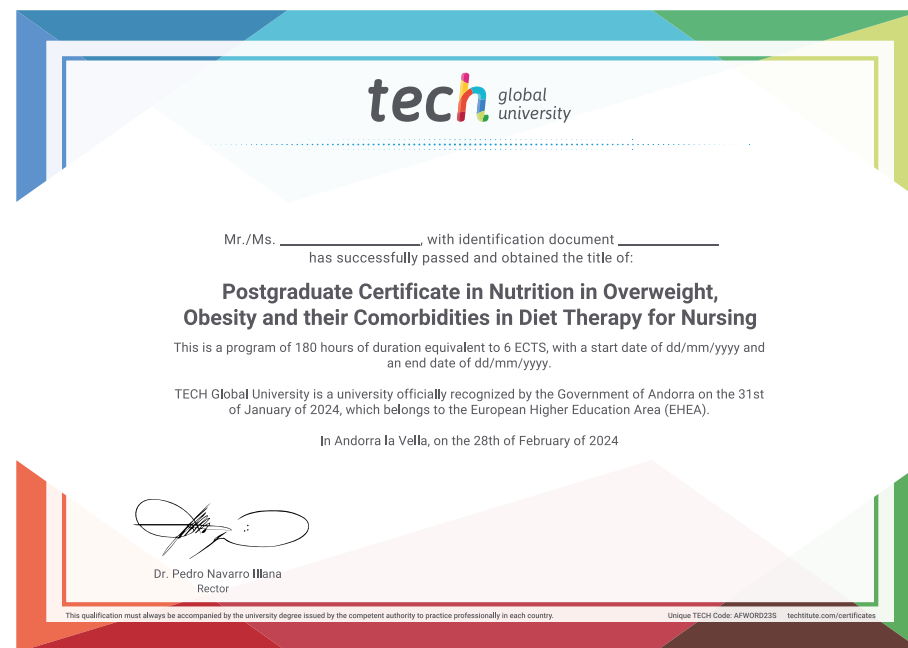 tech global
university
Mr./Ms. ____________, with identification document ____________
has successfully passed and obtained the title of:
Postgraduate Certificate in Nutrition in Overweight,
Obesity and their Comorbidities in Diet Therapy for Nursing
This is a program of 180 hours of duration equivalent to 6 ECTS, with a start date of dd/mm/yyyy and
an end date of dd/mm/yyyy.
TECH Global University is a university officially recognized by the Government of Andorra on the 31st
of January of 2024, which belongs to the European Higher Education Area (EHEA).
In Andorra la Vella, on the 28th of February of 2024
Dr. Pedro Navarro Illana
Rector
This qualification must always be accompanied by the university degree issued by the competent authority to practice professionally in each country. Unique TECH Code: AFWORD23S techtitute.com/certificates